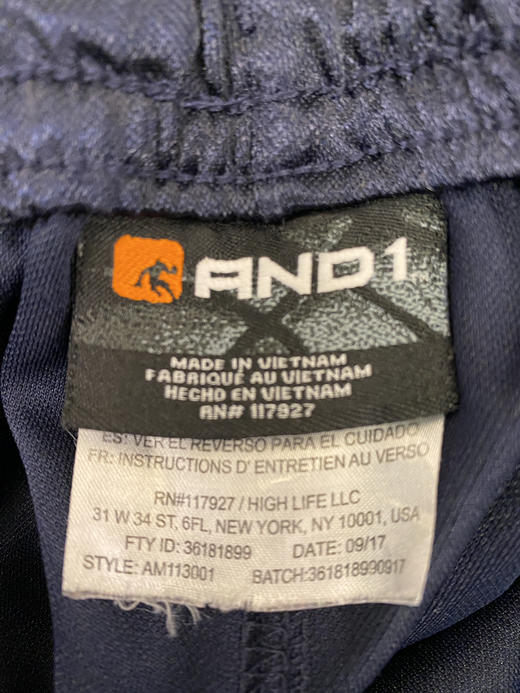 AND1
MADE IN VIETNAM
FABRIQUÉ AU VIETNAM
HECHO EN VIETNAM
RN# 117927
ES: VER EL REVERSO PARA EL CUIDADO
FR: INSTRUCTIONS D' ENTRETIEN AU VERSO
RN#117927 / HIGH LIFE LLC
31 W 34 ST, 6FL, NEW YORK, NY 10001, USA
FTY ID: 36181899 DATE: 09/17
STYLE: AM113001 BATCH:361818990917